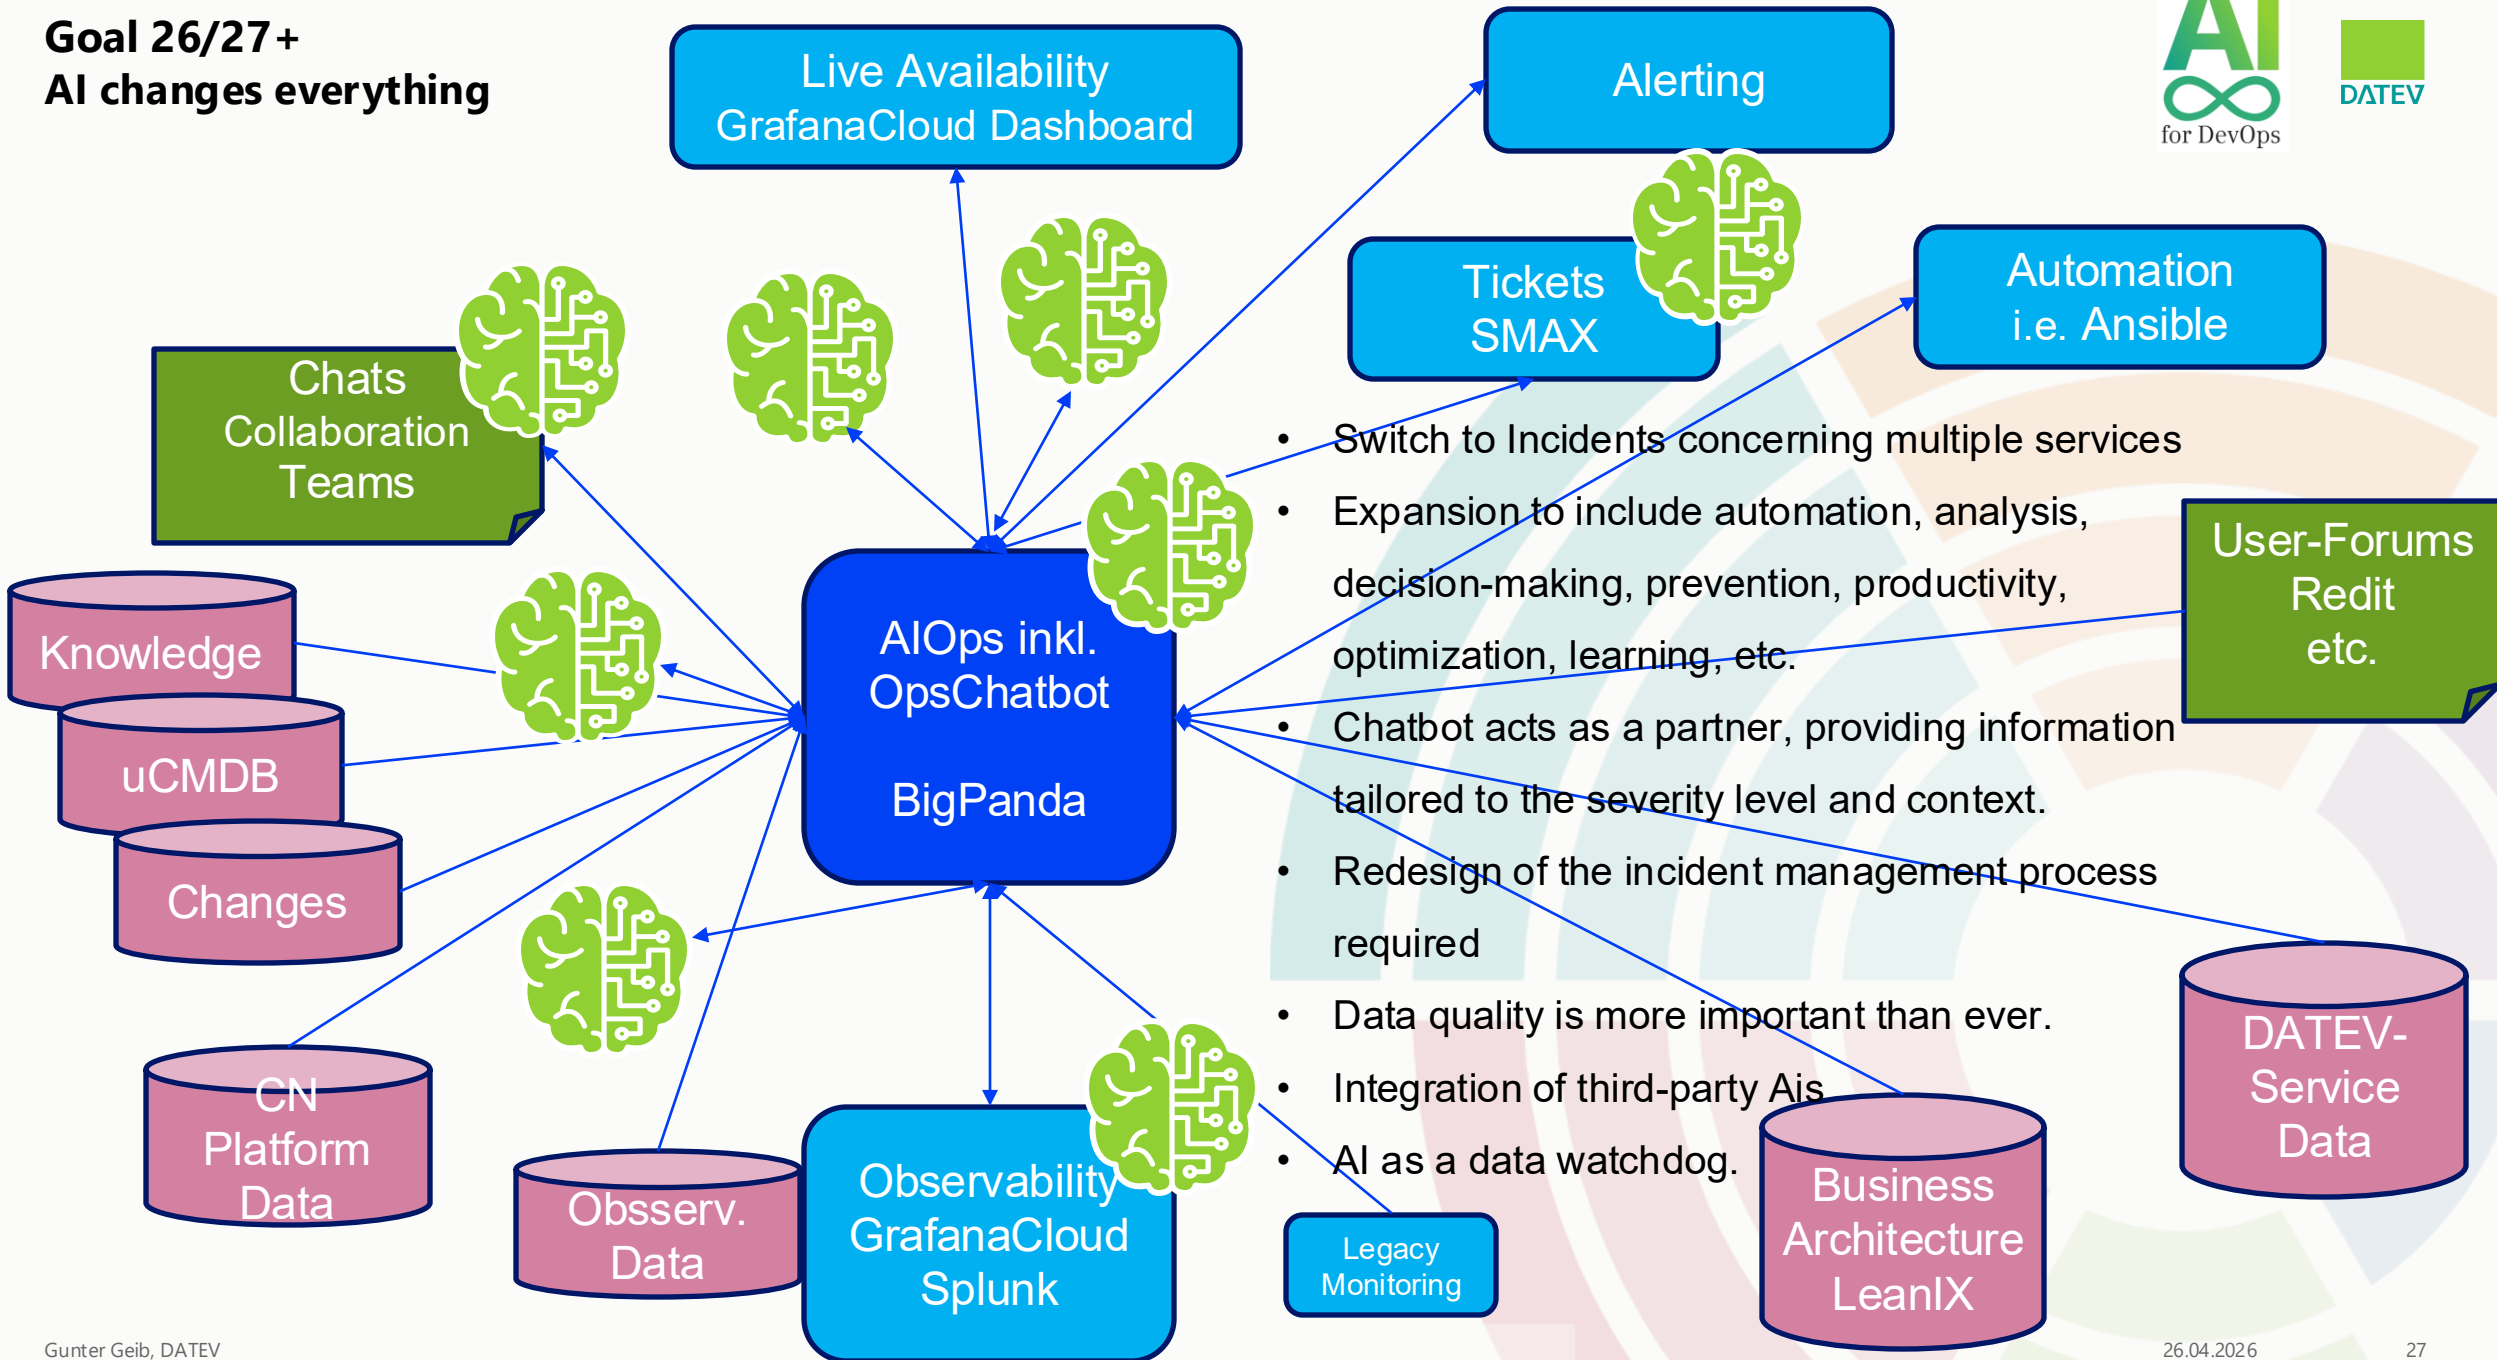 Goal 26/27+
AI changes everything
Live Availability
GrafanaCloud Dashboard
Alerting
AI
for DevOps
DATEV
Tickets
SMAX
Automation
i.e. Ansible
Chats
Collaboration
Teams
• Switch to Incidents concerning multiple services
• Expansion to include automation, analysis,
decision-making, prevention, productivity,
optimization, learning, etc.
• Chatbot acts as a partner, providing information
tailored to the severity level and context.
• Redesign of the incident management process
required
• Data quality is more important than ever.
• Integration of third-party Ais
• AI as a data watchdog.
User-Forums
Redit
etc.
Knowledge
uCMDB
Changes
AIOps inkl.
OpsChatbot
BigPanda
CN
Platform
Data
Obsserv.
Data
Observability
GrafanaCloud
Splunk
Legacy
Monitoring
Business
Architecture
LeanIX
DATEV-
Service
Data
Gunter Geib, DATEV
26.04.2026
27